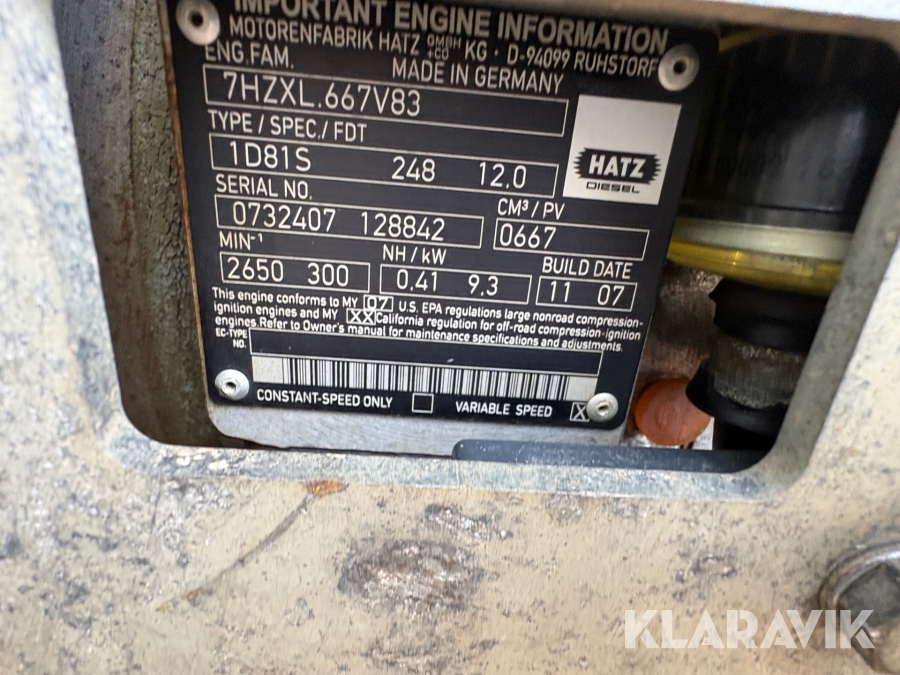 IMPORTANT ENGINE INFORMATION
MOTORENFABRIK HATZ GMBH &CO KG · D-94099 RUHSTORF
ENG.FAM. MADE IN GERMANY
7HZXL.667V83
TYPE / SPEC./ FDT
1D81S 248 12,0
HATZ
DIESEL
SERIAL NO. CM³ / PV
0732407 128842 0667
MIN-¹ NH / kW BUILD DATE
2650 300 0.41 9.3 11 07
This engine conforms to MY 07 U.S. EPA regulations large nonroad compression-
ignition engines and MY XX California regulation for off-road compression-ignition
engines. Refer to Owner's manual for maintenance specifications and adjustments.
EC-TYPE
NO.
CONSTANT-SPEED ONLY VARIABLE SPEED X
KLARAVIK